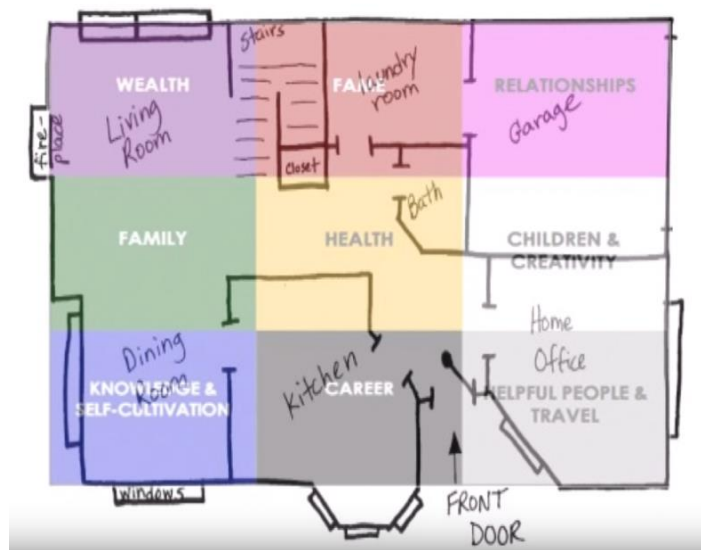 Stairs
WEALTH
FAME
Laundry
room
RELATIONSHIPS
Living
Room
Garage
fire-
place
Closet
Bath
FAMILY
HEALTH
CHILDREN &
CREATIVITY
Home
Office
Dining
Room
Kitchen
KNOWLEDGE &
SELF-CULTIVATION
CAREER
HELPFUL PEOPLE &
TRAVEL
windows
FRONT
DOOR